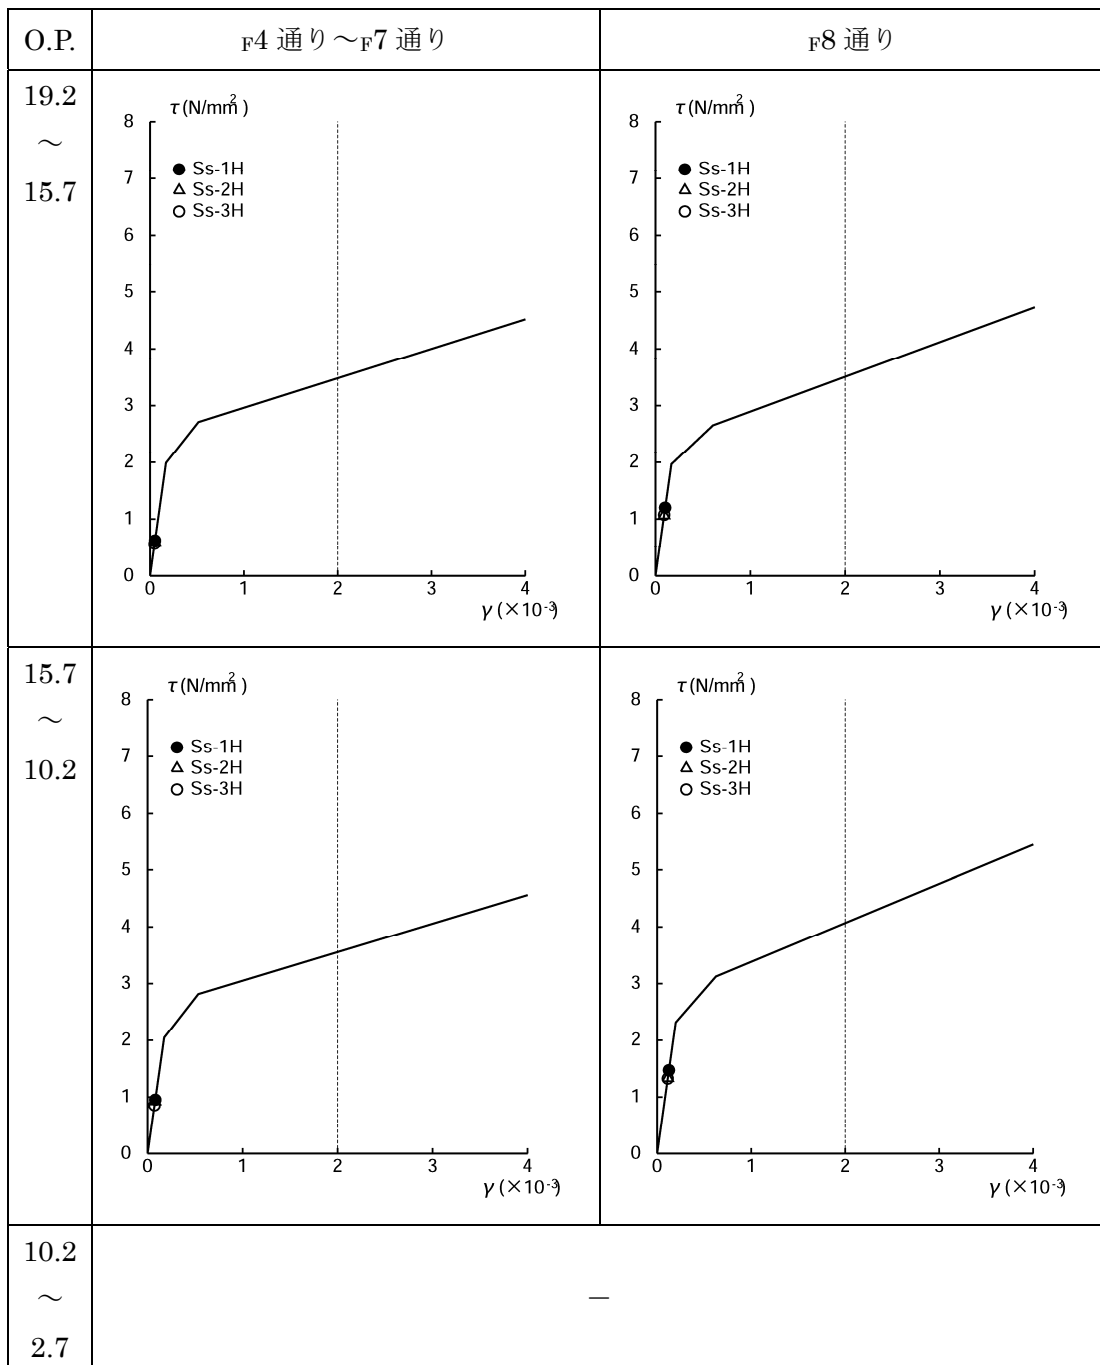 O.P. F4 通り～F7 通り F8 通り
19.2
～
15.7
τ(N/mm²)
8
7
6
5
4
3
2
1
0
● Ss-1H
△ Ss-2H
○ Ss-3H
0 1 2 3 4
γ(×10⁻³)
τ(N/mm²)
8
7
6
5
4
3
2
1
0
● Ss-1H
△ Ss-2H
○ Ss-3H
0 1 2 3 4
γ(×10⁻³)
15.7
～
10.2
τ(N/mm²)
8
7
6
5
4
3
2
1
0
● Ss-1H
△ Ss-2H
○ Ss-3H
0 1 2 3 4
γ(×10⁻³)
τ(N/mm²)
8
7
6
5
4
3
2
1
0
● Ss-1H
△ Ss-2H
○ Ss-3H
0 1 2 3 4
γ(×10⁻³)
10.2
～
2.7
－